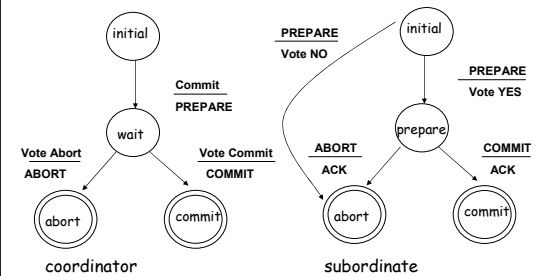 initial
Commit
PREPARE
wait
Vote Abort
ABORT
Vote Commit
COMMIT
abort
commit
coordinator
initial
PREPARE
Vote NO
PREPARE
Vote YES
prepare
ABORT
ACK
COMMIT
ACK
abort
commit
subordinate